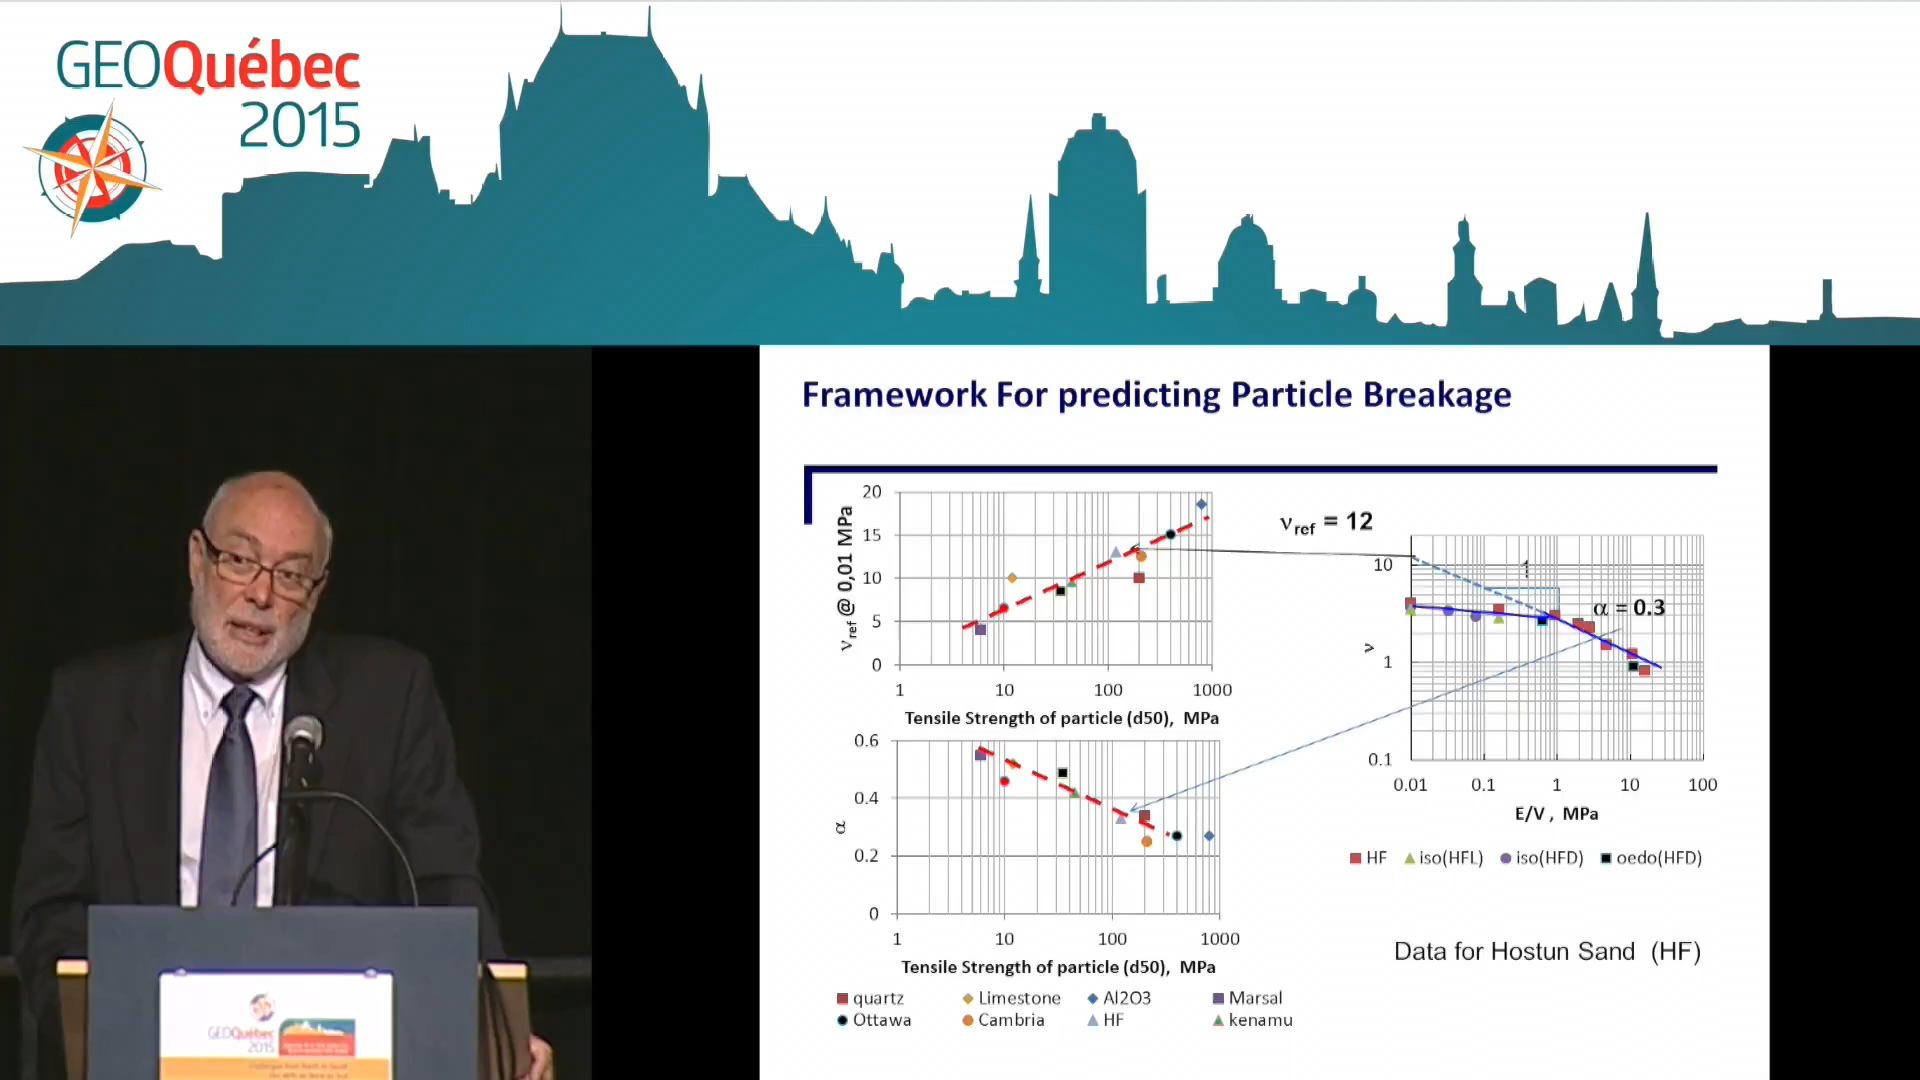 GEOQuébec
2015
Framework For predicting Particle Breakage
20
15
10
5
0
ν ref @ 0,01 MPa
1 10 100 1000
Tensile Strength of particle (d50), MPa
0.6
0.4
0.2
0
α
1 10 100 1000
Tensile Strength of particle (d50), MPa
quartz Limestone Al2O3 Marsal
Ottawa Cambria HF kenamu
νref = 12
α = 0.3
10
1
0.1
ν
0.01 0.1 1 10 100
E/V , MPa
HF iso(HFL) iso(HFD) oedo(HFD)
Data for Hostun Sand (HF)
GEOQuébec
2015